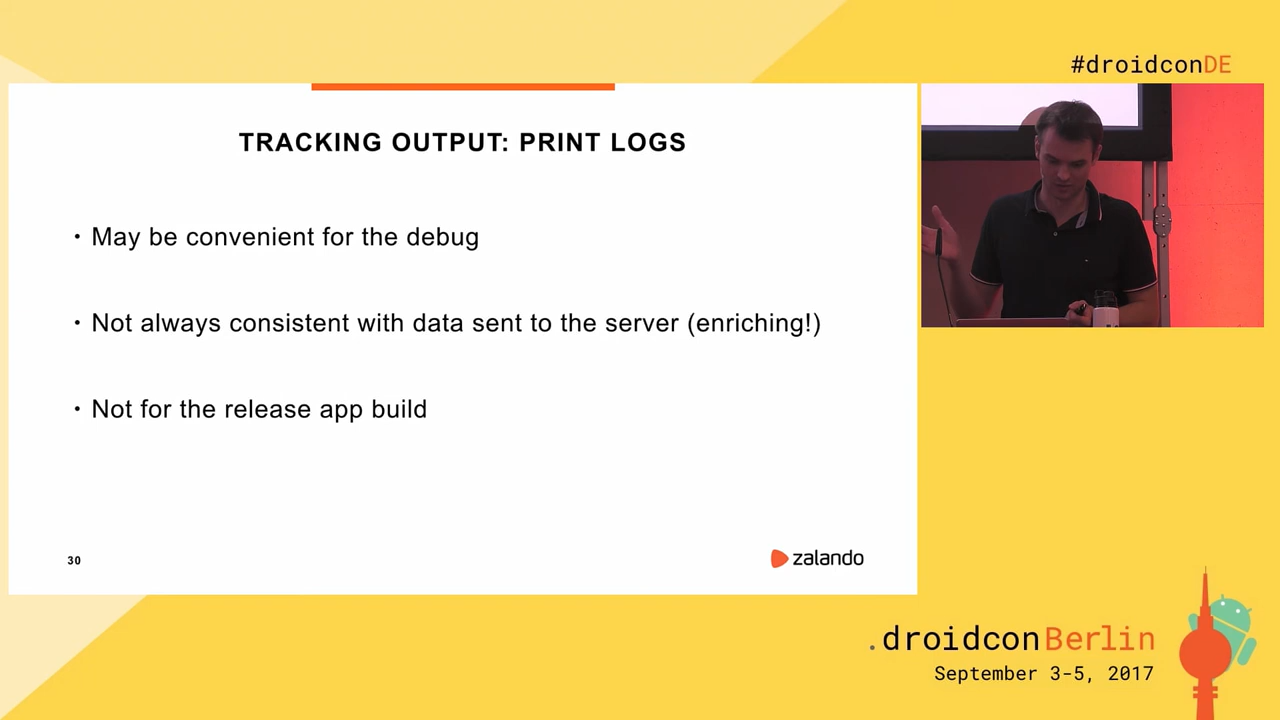 #droidconDE
TRACKING OUTPUT: PRINT LOGS
• May be convenient for the debug
• Not always consistent with data sent to the server (enriching!)
• Not for the release app build
30
zalando
.droidconBerlin
September 3-5, 2017